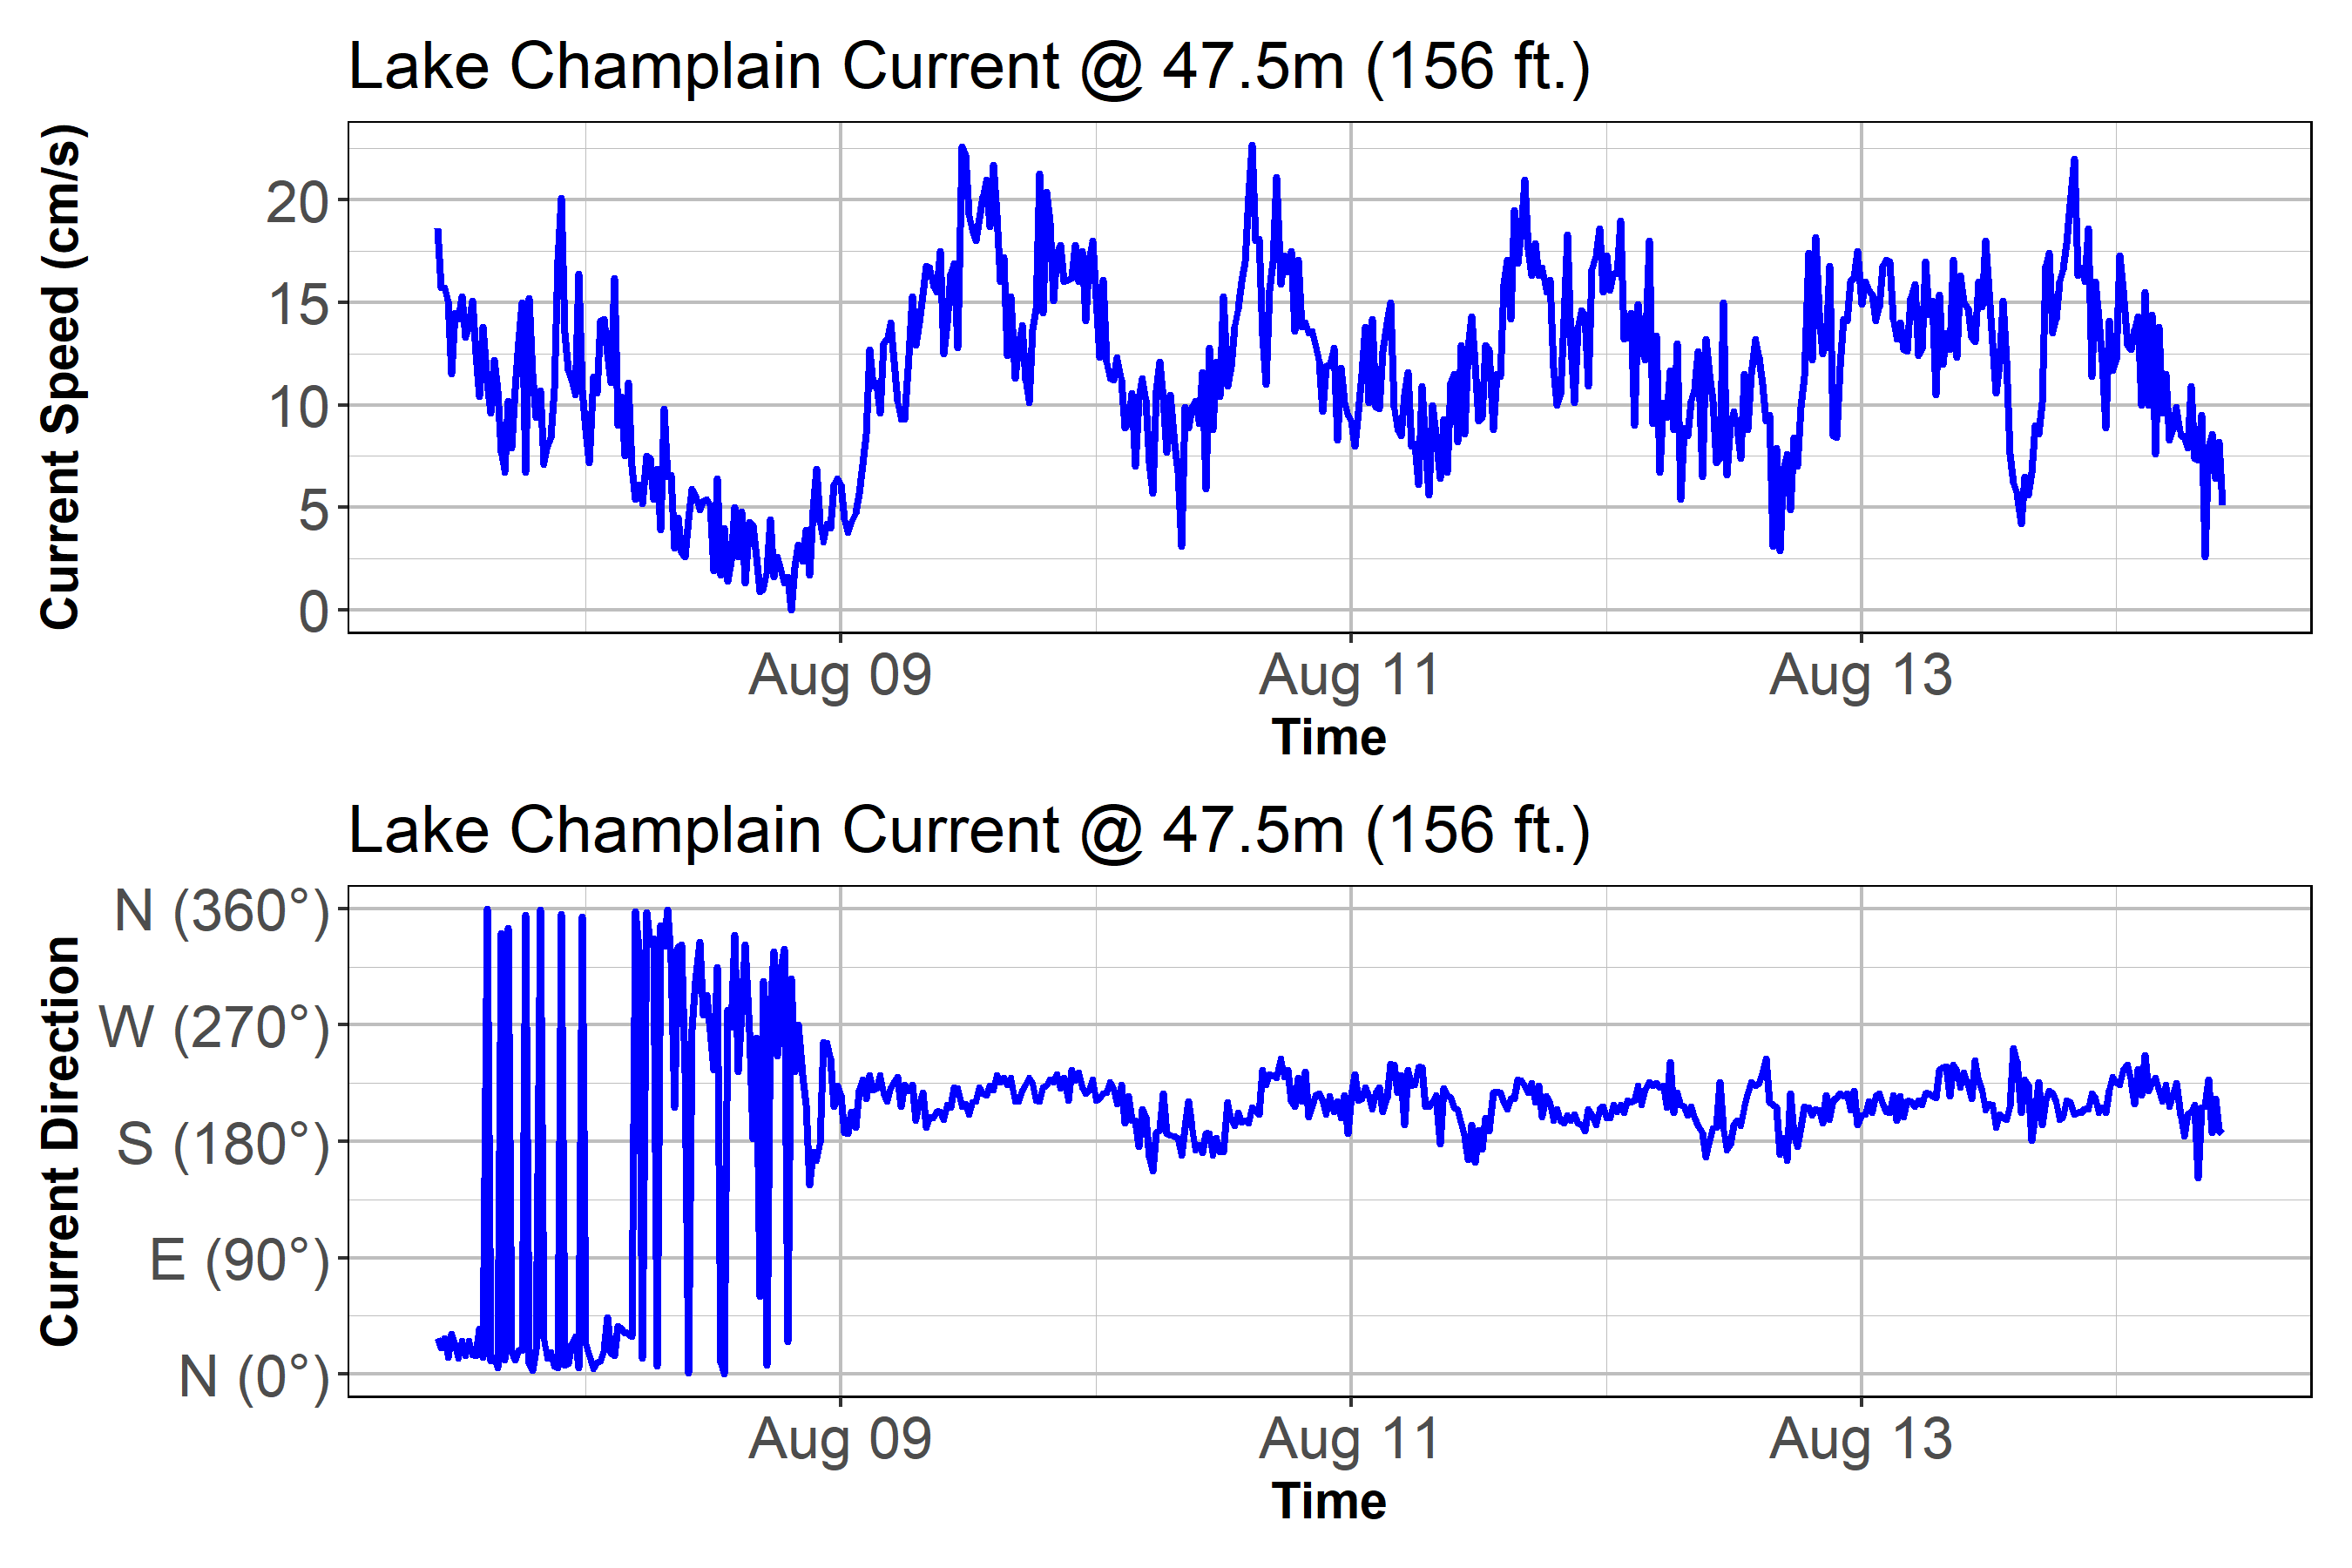 Lake Champlain Current @ 47.5m (156 ft.)
Current Speed (cm/s)
20
15
10
5
0
Aug 09 Aug 11 Aug 13
Time
Lake Champlain Current @ 47.5m (156 ft.)
Current Direction
N (360°)
W (270°)
S (180°)
E (90°)
N (0°)
Aug 09 Aug 11 Aug 13
Time